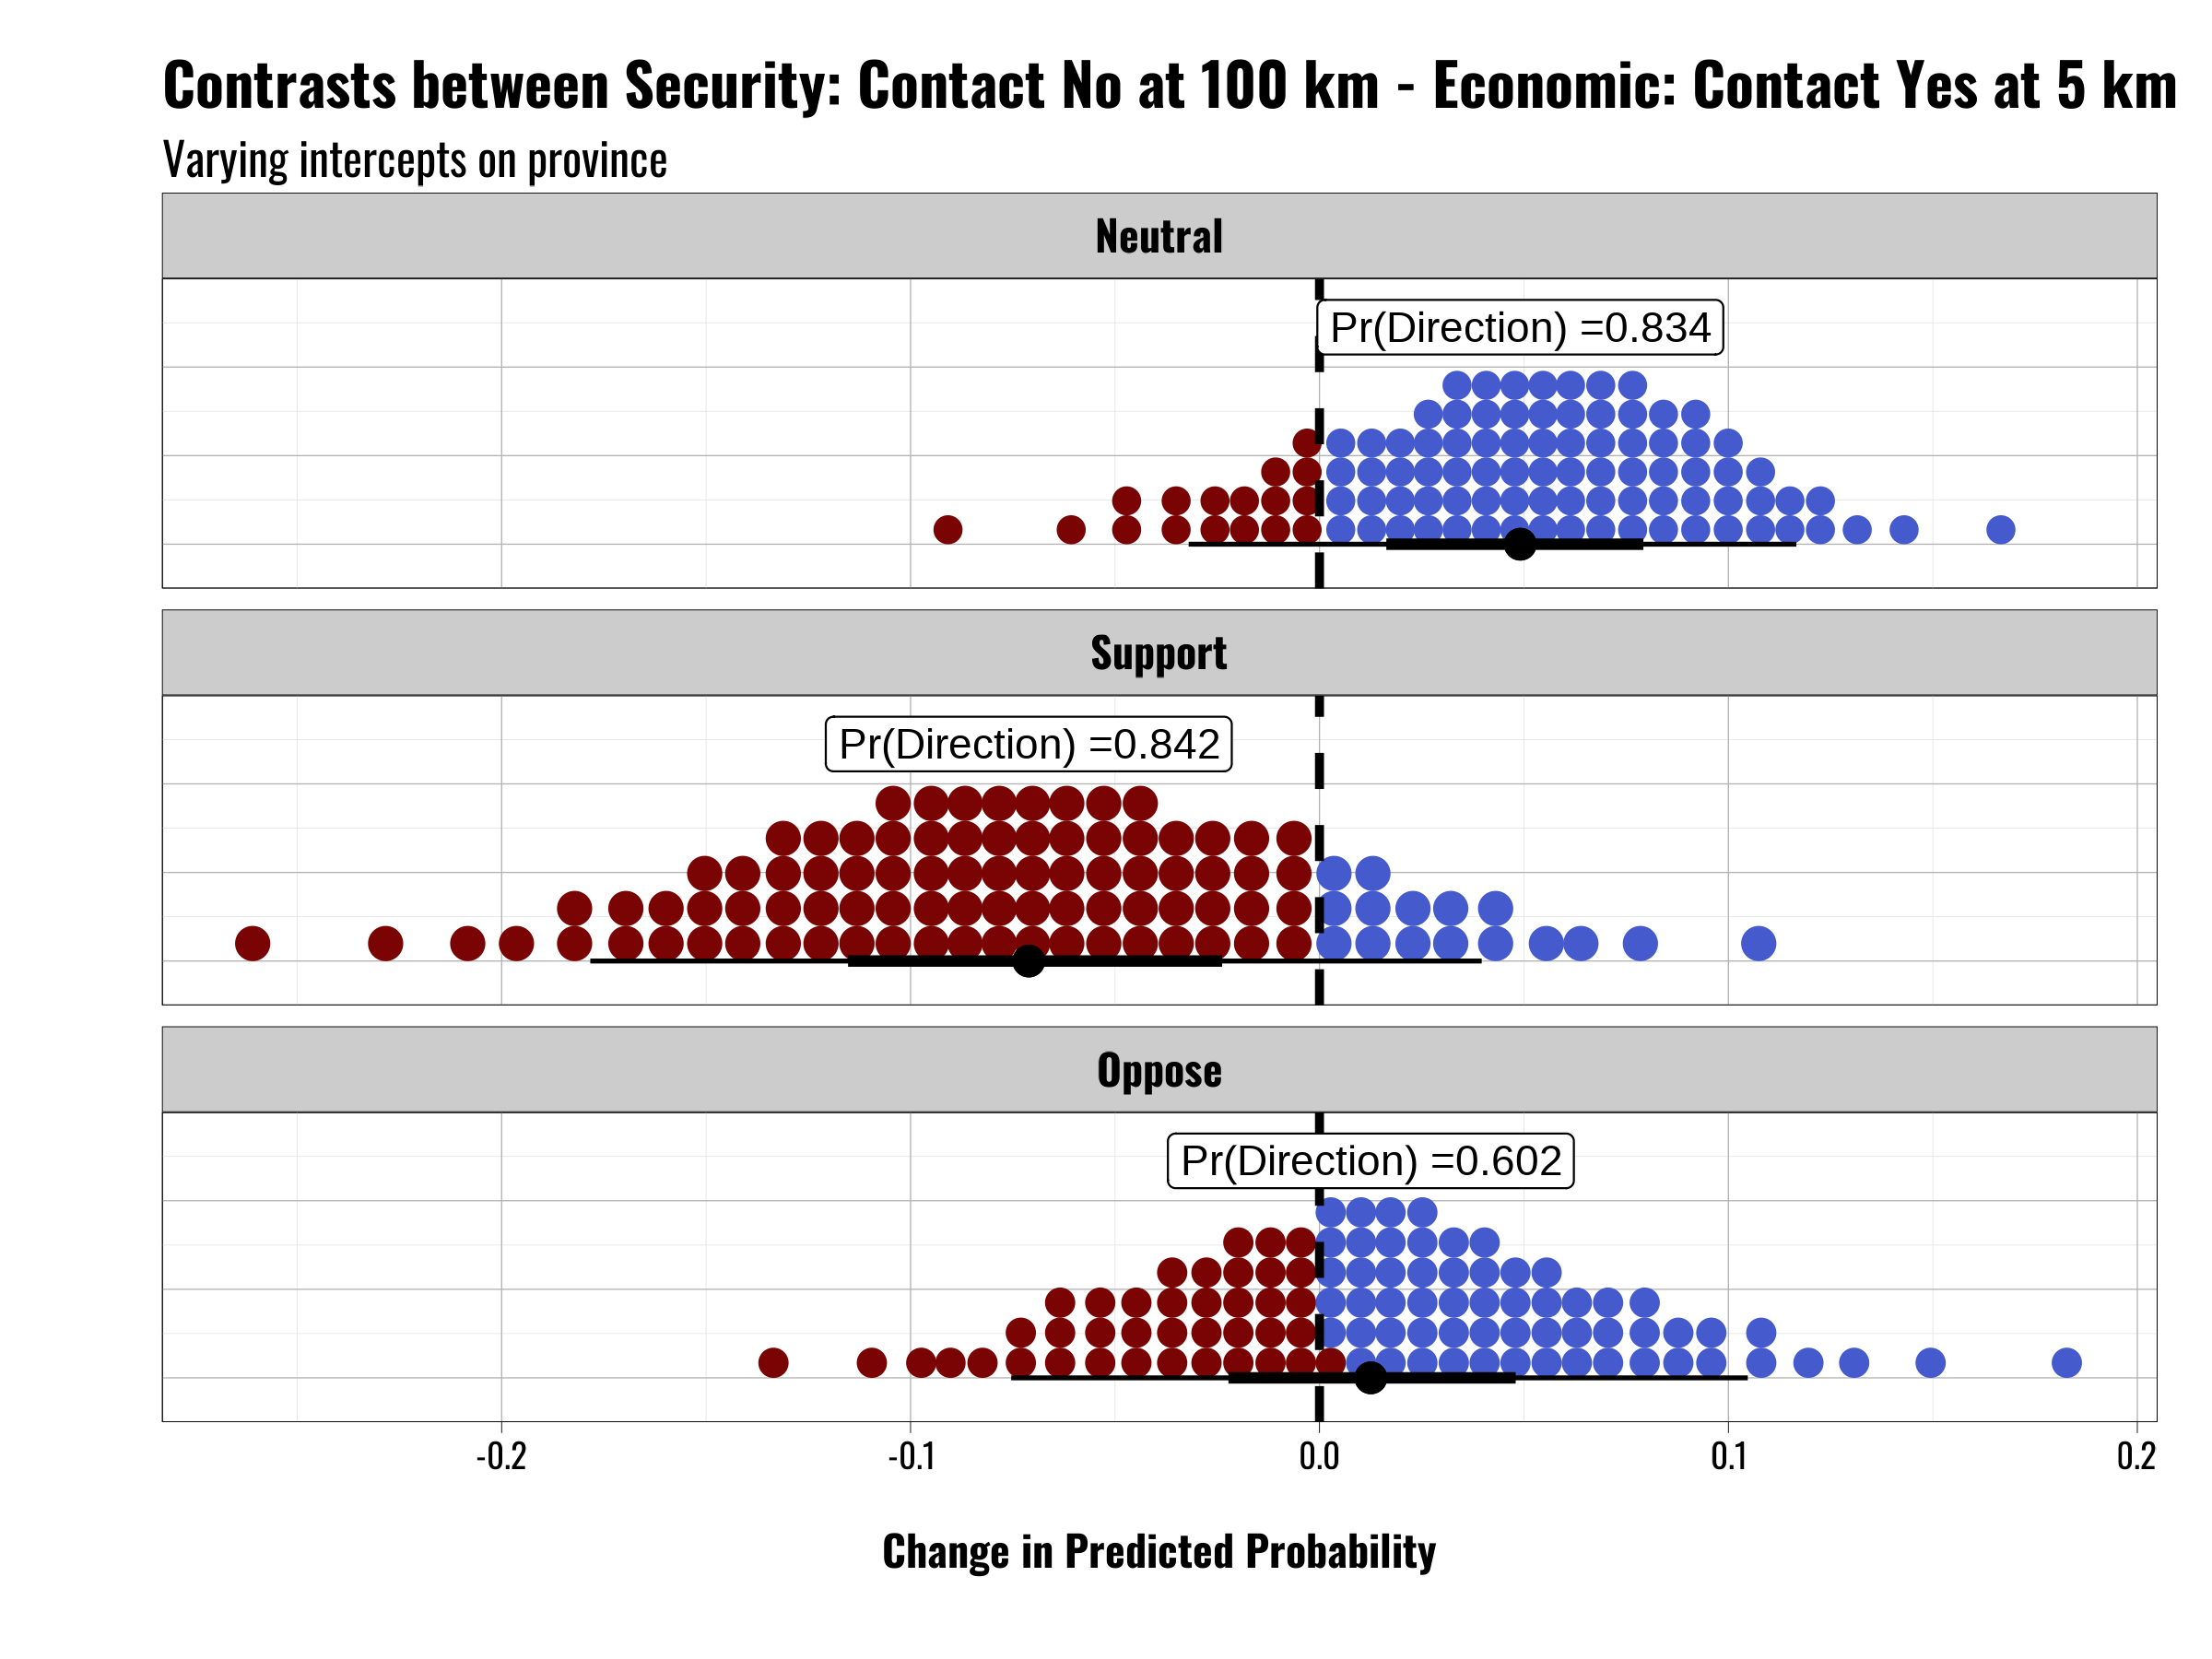 Contrasts between Security: Contact No at 100 km - Economic: Contact Yes at 5 km
Varying intercepts on province
Neutral
Pr(Direction) =0.834
Support
Pr(Direction) =0.842
Oppose
Pr(Direction) =0.602
-0.2 -0.1 0.0 0.1 0.2
Change in Predicted Probability